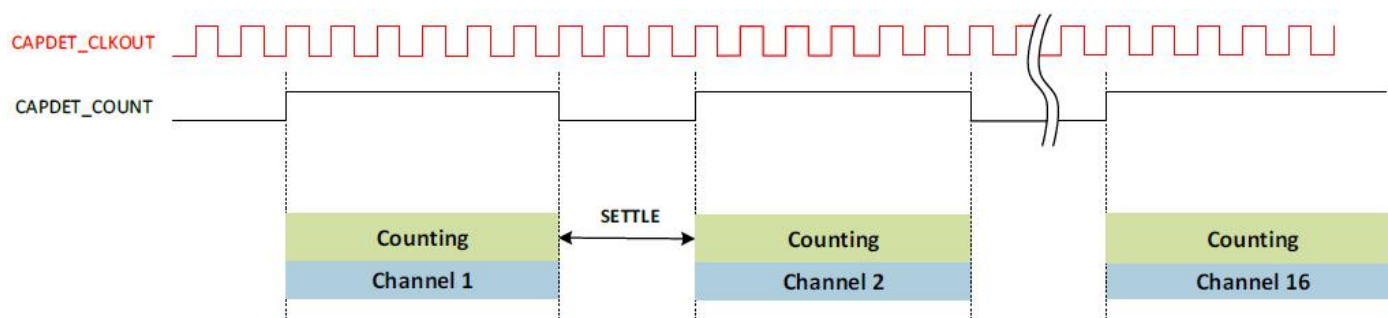 CAPDET_CLKOUT
CAPDET_COUNT
SETTLE
Counting
Counting
Counting
Channel 1
Channel 2
Channel 16